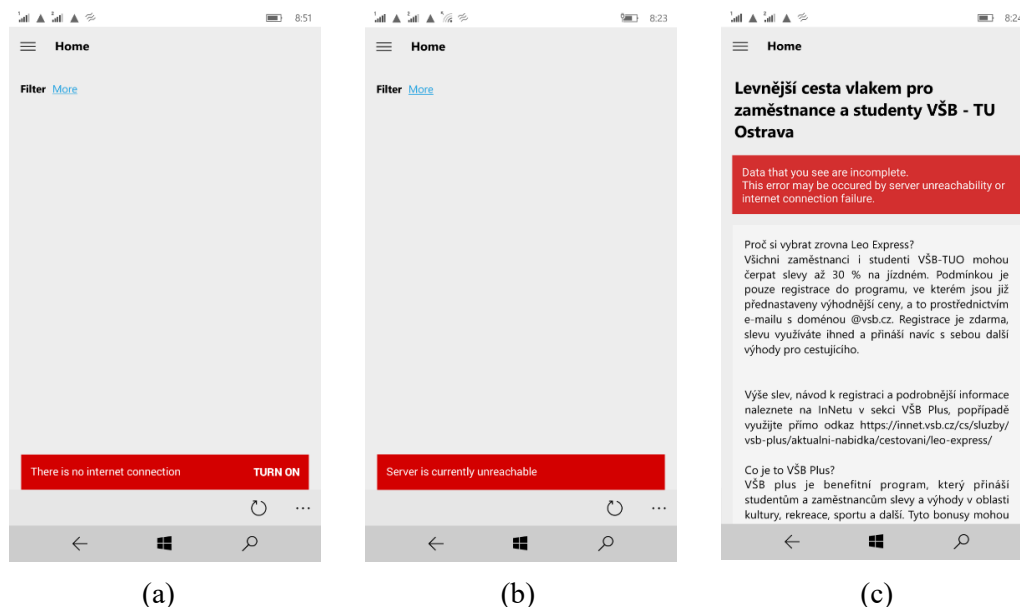 8:51
Home
Filter More
There is no internet connection TURN ON
(a)
8:23
Home
Filter More
Server is currently unreachable
(b)
8:24
Home
Levnější cesta vlakem pro
zaměstnance a studenty VŠB - TU
Ostrava
Data that you see are incomplete.
This error may be occured by server unreachability or
internet connection failure.
Proč si vybrat zrovna Leo Express?
Všichni zaměstnanci i studenti VŠB-TUO mohou
čerpat slevy až 30 % na jízdném. Podmínkou je
pouze registrace do programu, ve kterém jsou již
přednastaveny výhodnější ceny, a to prostřednictvím
e-mailu s doménou @vsb.cz. Registrace je zdarma,
slevu využíváte ihned a přináší navíc s sebou další
výhody pro cestujícího.
Výše slev, návod k registraci a podrobnější informace
naleznete na InNetu v sekci VŠB Plus, popřípadě
využijte přímo odkaz https://innet.vsb.cz/cs/sluzby/
vsb-plus/aktualni-nabidka/cestovani/leo-express/
Co je to VŠB Plus?
VŠB plus je benefitní program, který přináší
studentům a zaměstnancům slevy a výhody v oblasti
kultury, rekreace, sportu a další. Tyto bonusy mohou
(c)